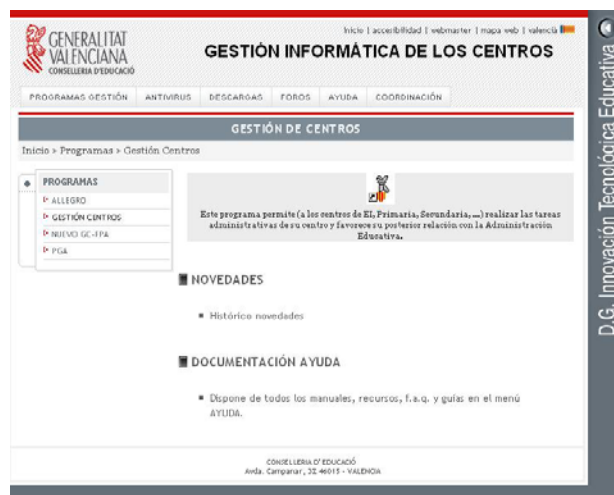 GENERALITAT
VALENCIANA
CONSELLERIA D'EDUCACIÓ
Inicio | accesibilidad | webmaster | mapa web | valencià
GESTIÓN INFORMÁTICA DE LOS CENTROS
PROGRAMAS GESTIÓN ANTIVIRUS DESCARGAS FOROS AYUDA COORDINACIÓN
GESTIÓN DE CENTROS
Inicio > Programas > Gestión Centros
PROGRAMAS
ALLEGRO
GESTIÓN CENTROS
NUEVO GC-FPA
PGA
Este programa permite (a los centros de EI, Primaria, Secundaria, ...) realizar las tareas
administrativas de su centro y favorece su posterior relación con la Administración
Educativa.
NOVEDADES
Histórico novedades
DOCUMENTACIÓN AYUDA
Dispone de todos los manuales, recursos, f.a.q. y guías en el menú
AYUDA.
CONSELLERIA D'EDUCACIÓ
Avda. Campanar, 32 46015 - VALENCIA
D.G. Innovación Tecnológica Educativa